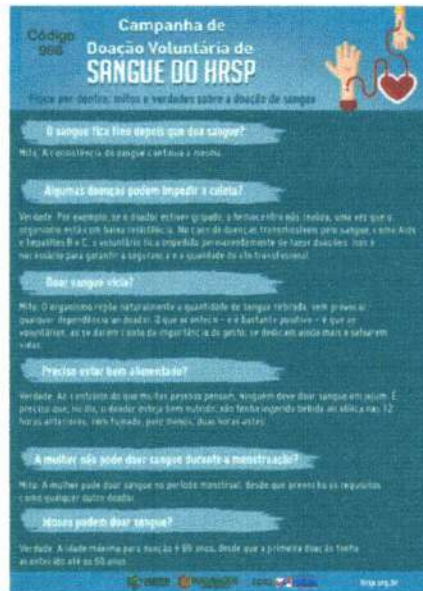 Código
986
Campanha de
Doação Voluntária de
SANGUE DO HRSP
Fique por dentro, mitos e verdades sobre a doação de sangue
O sangue fica fino depois que doa sangue?
Mito. A consistência do sangue continua a mesma.
Algumas doenças podem impedir a coleta?
Verdade. Por exemplo, se o doador estiver gripado, o hemocentro não realiza, uma vez que o
organismo está com baixa resistência. No caso de doenças transmissíveis pelo sangue, como Aids
e hepatites B e C, o voluntário fica impedido permanentemente de fazer doações. Isso é
necessário para garantir a segurança e a qualidade do ato transfusional.
Doar sangue vicia?
Mito. O organismo repõe naturalmente a quantidade de sangue retirada, sem provocar
qualquer dependência ao doador. O que acontece - e é bastante positivo - é que os
voluntários, ao se darem conta da importância do gesto, se dedicam ainda mais a salvarem
vidas.
Preciso estar bem alimentado?
Verdade. Ao contrário do que muitas pessoas pensam, ninguém deve doar sangue em jejum. É
preciso que, no dia, o doador esteja bem nutrido, não tenha ingerido bebida alcoólica nas 12
horas anteriores, nem fumado, pelo menos, duas horas antes.
A mulher não pode doar sangue durante a menstruação?
Mito. A mulher pode doar sangue no período menstrual, desde que preencha os requisitos
como qualquer outro doador.
Idosos podem doar sangue?
Verdade. A idade máxima para doação é 69 anos, desde que a primeira doação tenha
acontecido até os 60 anos.
hrsp.org.br